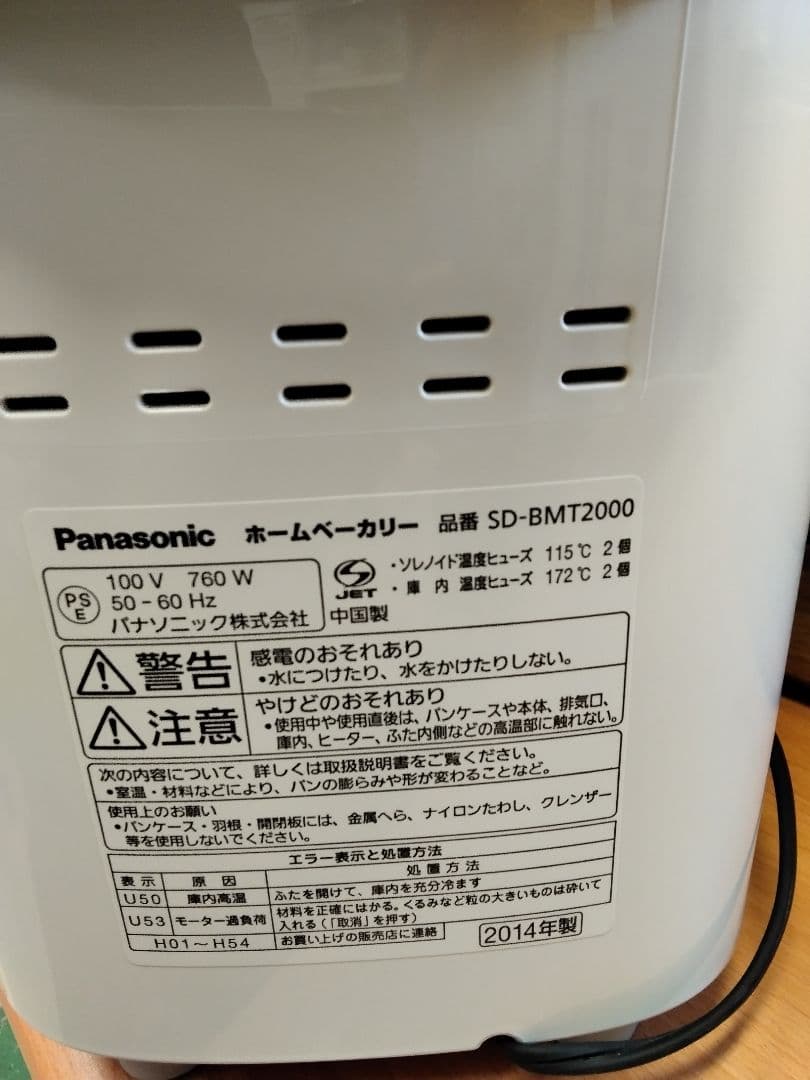 Panasonic ホームベーカリー 品番 SD-BMT2000
PS E
100 V 760 W
50 - 60 Hz
パナソニック株式会社
JET
・ソレノイド温度ヒューズ 115℃ 2個
・庫内 温度ヒューズ 172℃ 2個
中国製
警告
感電のおそれあり
•水につけたり、水をかけたりしない。
注意
やけどのおそれあり
•使用中や使用直後は、パンケースや本体、排気口、
庫内、ヒーター、ふた内側などの高温部に触れない。
次の内容について、詳しくは取扱説明書をご覧ください。
•室温・材料などにより、パンの膨らみや形が変わることなど。
使用上のお願い
•パンケース・羽根・開閉板には、金属へら、ナイロンたわし、クレンザー
等を使用しないでください。
エラー表示と処置方法
表示 原因 処置方法
U50 庫内高温 ふたを開けて、庫内を充分冷ます
U53 モーター過負荷 材料を正確にはかる。くるみなど粒の大きいものは砕いて
入れる(「取消」を押す)
H01～H54 お買い上げの販売店に連絡
2014年製